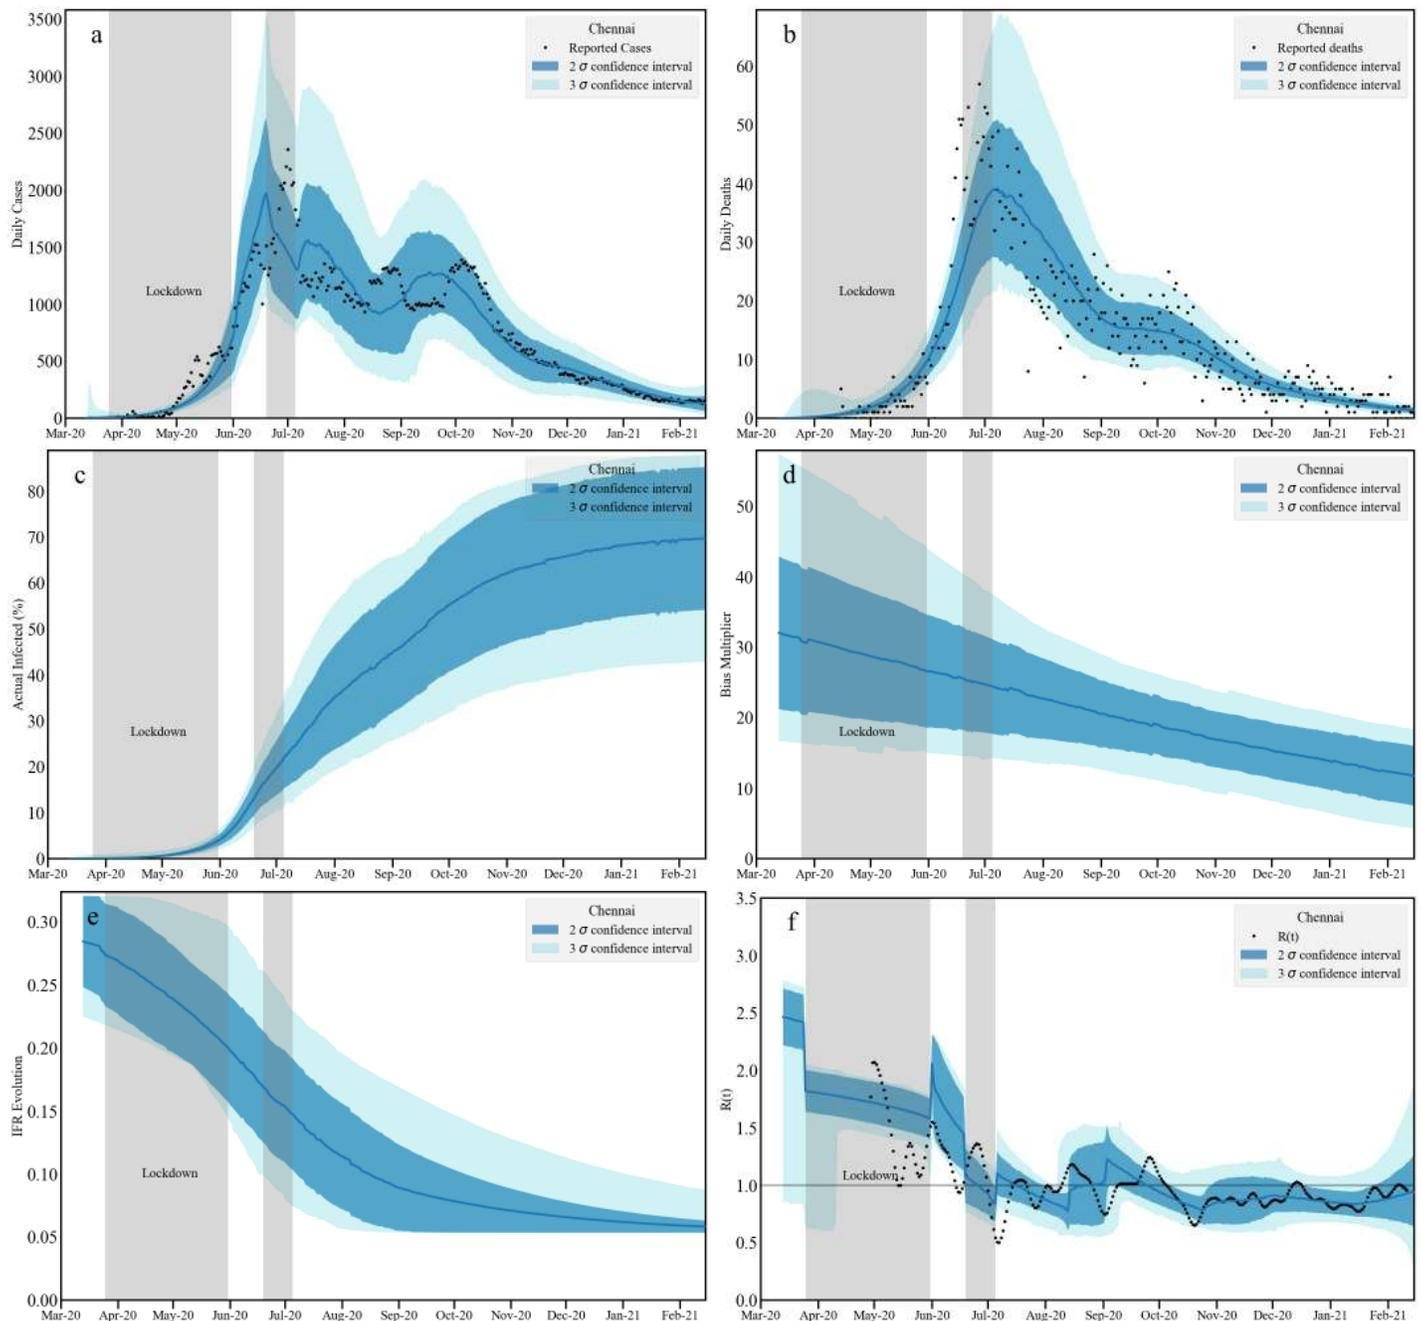 a
Chennai
Reported Cases
2 σ confidence interval
3 σ confidence interval
Lockdown
Daily Cases
3500
3000
2500
2000
1500
1000
500
0
Mar-20 Apr-20 May-20 Jun-20 Jul-20 Aug-20 Sep-20 Oct-20 Nov-20 Dec-20 Jan-21 Feb-21
b
Chennai
Reported deaths
2 σ confidence interval
3 σ confidence interval
Lockdown
Daily Deaths
60
50
40
30
20
10
0
Mar-20 Apr-20 May-20 Jun-20 Jul-20 Aug-20 Sep-20 Oct-20 Nov-20 Dec-20 Jan-21 Feb-21
c
Chennai
2 σ confidence interval
3 σ confidence interval
Lockdown
Actual Infected (%)
80
70
60
50
40
30
20
10
0
Mar-20 Apr-20 May-20 Jun-20 Jul-20 Aug-20 Sep-20 Oct-20 Nov-20 Dec-20 Jan-21 Feb-21
d
Chennai
2 σ confidence interval
3 σ confidence interval
Lockdown
Bias Multiplier
50
40
30
20
10
0
Mar-20 Apr-20 May-20 Jun-20 Jul-20 Aug-20 Sep-20 Oct-20 Nov-20 Dec-20 Jan-21 Feb-21
e
Chennai
2 σ confidence interval
3 σ confidence interval
Lockdown
IFR Evolution
0.30
0.25
0.20
0.15
0.10
0.05
0.00
Mar-20 Apr-20 May-20 Jun-20 Jul-20 Aug-20 Sep-20 Oct-20 Nov-20 Dec-20 Jan-21 Feb-21
f
Chennai
R(t)
2 σ confidence interval
3 σ confidence interval
Lockdown
R(t)
3.5
3.0
2.5
2.0
1.5
1.0
0.5
0.0
Mar-20 Apr-20 May-20 Jun-20 Jul-20 Aug-20 Sep-20 Oct-20 Nov-20 Dec-20 Jan-21 Feb-21